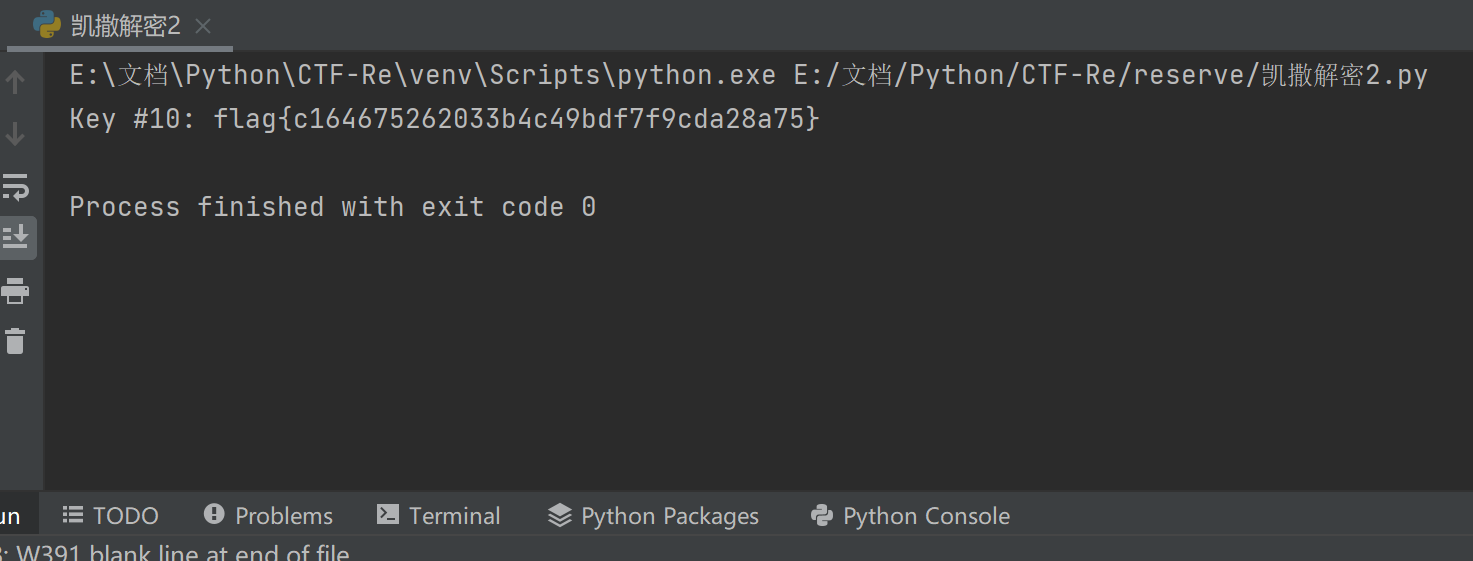 凯撒解密2
E:\文档\Python\CTF-Re\venv\Scripts\python.exe E:/文档/Python/CTF-Re/reserve/凯撒解密2.py
Key #10: flag{c164675262033b4c49bdf7f9cda28a75}
Process finished with exit code 0
un TODO Problems Terminal Python Packages Python Console
: W391 blank line at end of file